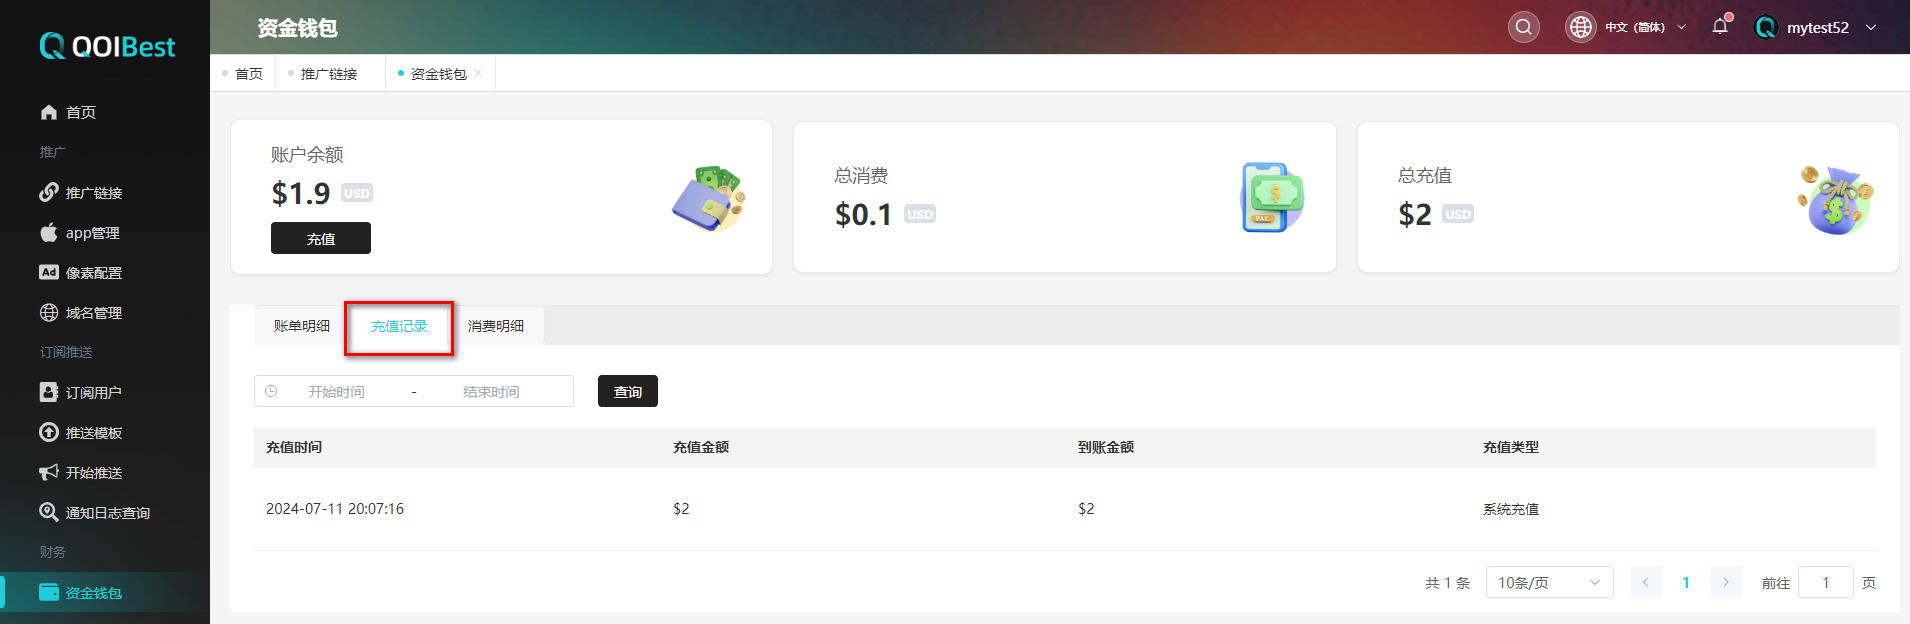 QOIBest
首页
推广
推广链接
app管理
Ad 像素配置
域名管理
订阅推送
订阅用户
推送模板
开始推送
通知日志查询
财务
资金钱包
资金钱包
中文（简体）
mytest52
首页
推广链接
资金钱包
账户余额
$1.9 USD
充值
总消费
$0.1 USD
PAY
总充值
$2 USD
账单明细
充值记录
消费明细
开始时间 - 结束时间
查询
充值时间 充值金额 到账金额 充值类型
2024-07-11 20:07:16 $2 $2 系统充值
共 1 条 10条/页 1 前往 1 页